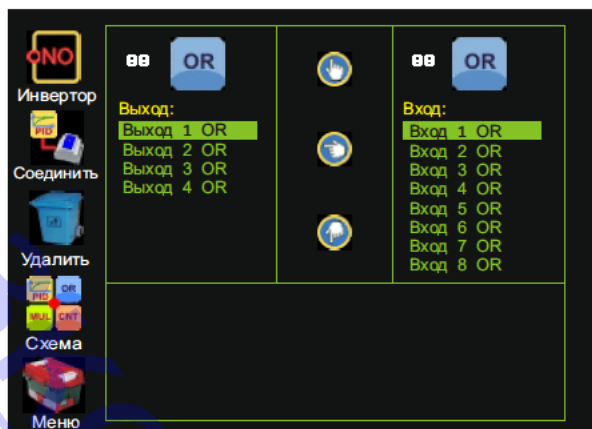 NO
Инвертор
PID
Соединить
Удалить
PID OR
MUL CNT
Схема
Меню
00 OR
Выход:
Выход 1 OR
Выход 2 OR
Выход 3 OR
Выход 4 OR
00 OR
Вход:
Вход 1 OR
Вход 2 OR
Вход 3 OR
Вход 4 OR
Вход 5 OR
Вход 6 OR
Вход 7 OR
Вход 8 OR